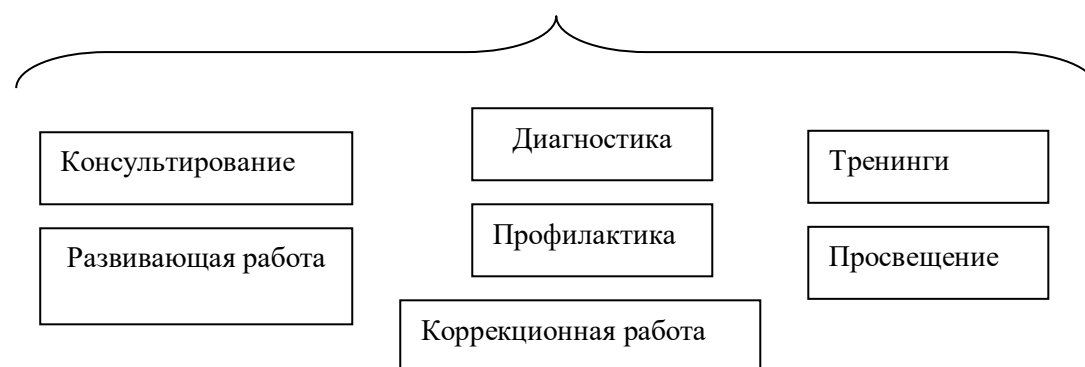 Диагностика
Консультирование
Тренинги
Профилактика
Развивающая работа
Просвещение
Коррекционная работа